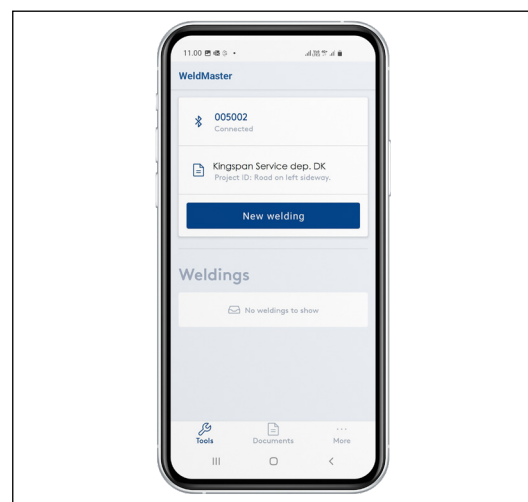 11.00
WeldMaster
005002
Connected
Kingspan Service dep. DK
Project ID: Road on left sideway.
New welding
Weldings
No weldings to show
Tools
Documents
More